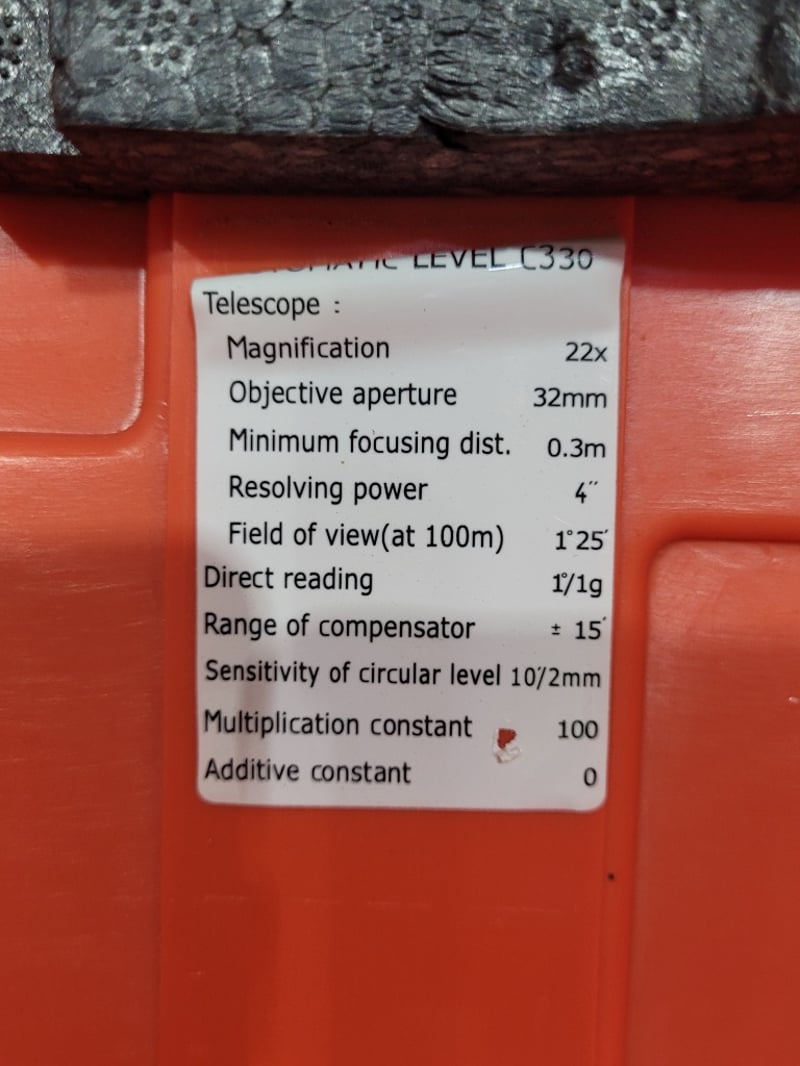 LEVEL C330
Telescope :
Magnification 22x
Objective aperture 32mm
Minimum focusing dist. 0.3m
Resolving power 4″
Field of view(at 100m) 1°25′
Direct reading 1°/1g
Range of compensator ± 15′
Sensitivity of circular level 10′/2mm
Multiplication constant 100
Additive constant 0